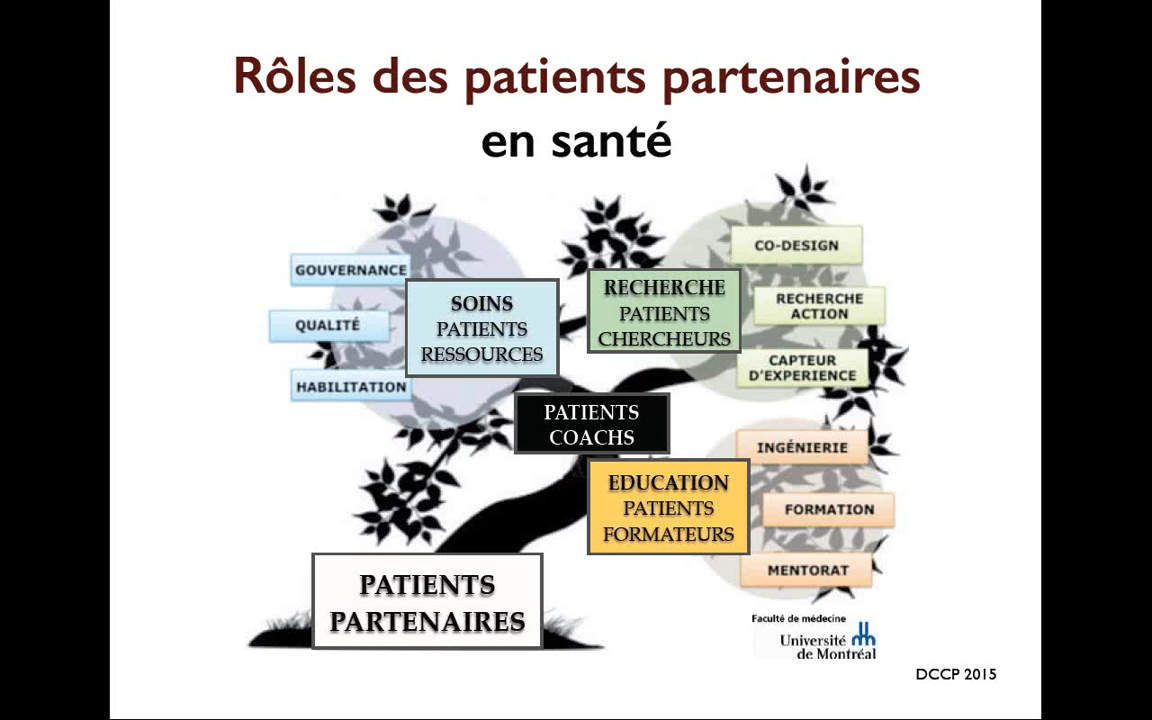 Rôles des patients partenaires
en santé
GOUVERNANCE
QUALITÉ
HABILITATION
SOINS
PATIENTS
RESSOURCES
RECHERCHE
PATIENTS
CHERCHEURS
CO-DESIGN
RECHERCHE
ACTION
CAPTEUR
D'EXPERIENCE
PATIENTS
COACHS
EDUCATION
PATIENTS
FORMATEURS
INGÉNIERIE
FORMATION
MENTORAT
PATIENTS
PARTENAIRES
Faculté de médecine
Université
de Montréal
DCCP 2015